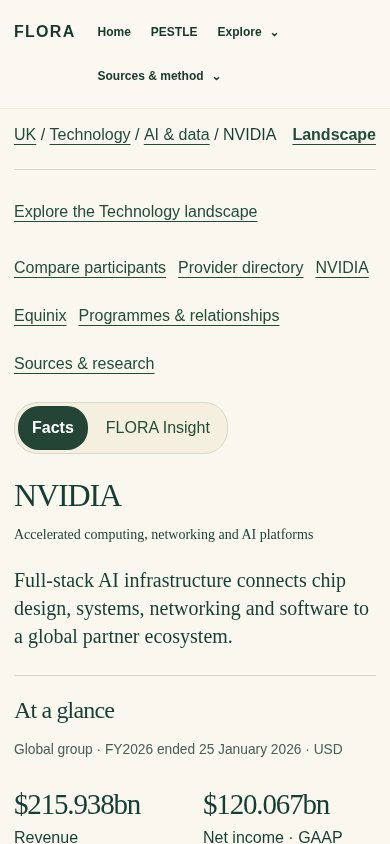 FLORA Home PESTLE Explore ⌄
Sources & method ⌄
UK / Technology / AI & data / NVIDIA Landscape
Explore the Technology landscape
Compare participants Provider directory NVIDIA
Equinix Programmes & relationships
Sources & research
Facts FLORA Insight
NVIDIA
Accelerated computing, networking and AI platforms
Full-stack AI infrastructure connects chip
design, systems, networking and software to
a global partner ecosystem.
At a glance
Global group · FY2026 ended 25 January 2026 · USD
$215.938bn $120.067bn
Revenue Net income · GAAP